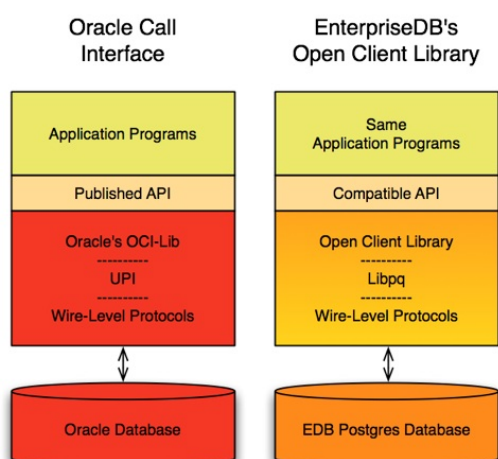 Oracle Call
Interface
Application Programs
Published API
Oracle's OCI-Lib
----------
UPI
----------
Wire-Level Protocols
Oracle Database
EnterpriseDB's
Open Client Library
Same
Application Programs
Compatible API
Open Client Library
----------
Libpq
----------
Wire-Level Protocols
EDB Postgres Database